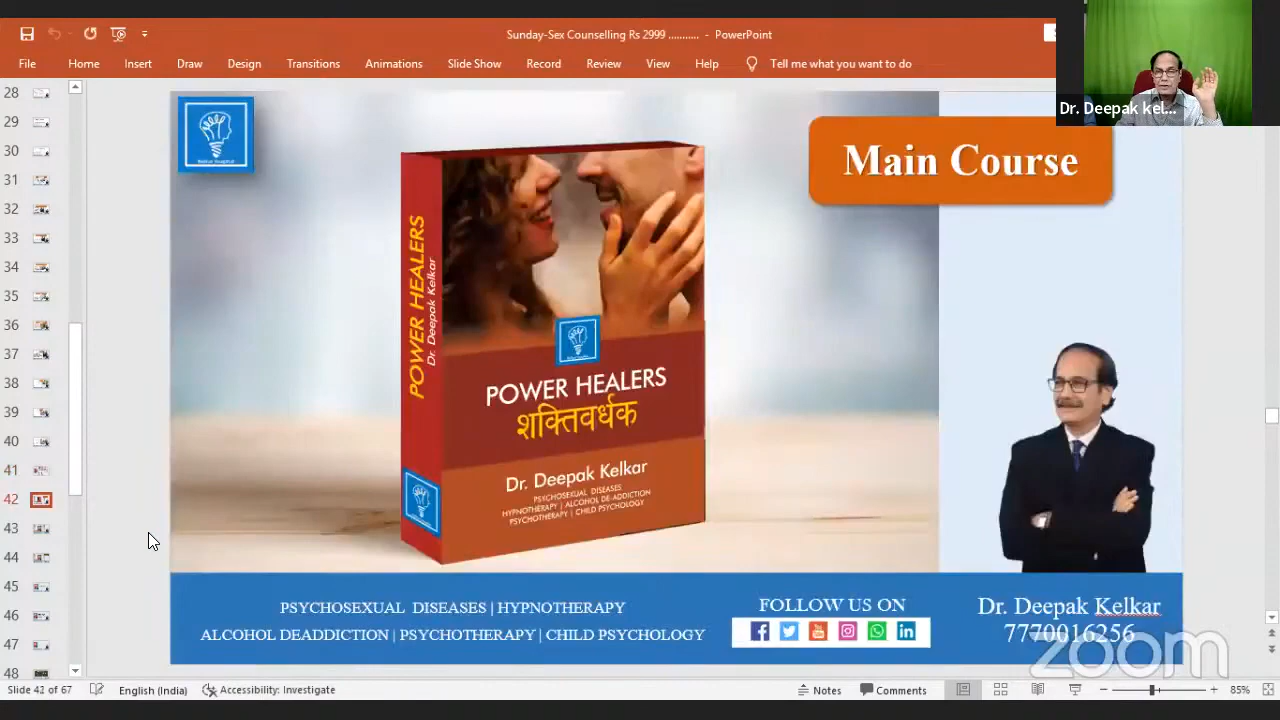 Sunday-Sex Counselling Rs 2999 ........... - PowerPoint
File Home Insert Draw Design Transitions Animations Slide Show Record Review View Help Tell me what you want to do
Dr. Deepak kel...
28
29
30
31
32
33
34
35
36
37
38
39
40
41
42
43
44
45
46
47
48
Main Course
POWER HEALERS
Dr. Deepak Kelkar
POWER HEALERS
शक्तिवर्धक
Dr. Deepak Kelkar
PSYCHOSEXUAL DISEASES
HYPNOTHERAPY | ALCOHOL DE-ADDICTION
PSYCHOTHERAPY | CHILD PSYCHOLOGY
PSYCHOSEXUAL DISEASES | HYPNOTHERAPY
ALCOHOL DEADDICTION | PSYCHOTHERAPY | CHILD PSYCHOLOGY
FOLLOW US ON
Dr. Deepak Kelkar
7770016256
zoom
Slide 41 of 67 English (India) Accessibility: Investigate Notes Comments 85%